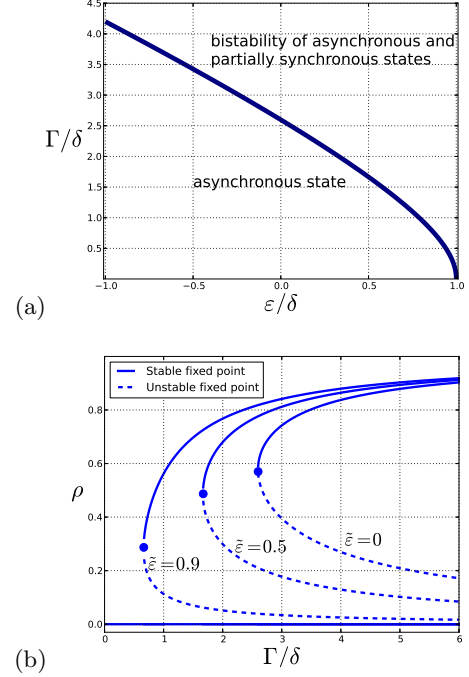 4.5
4.0
3.5
3.0
2.5
2.0
1.5
1.0
0.5
Γ/δ
bistability of asynchronous and
partially synchronous states
asynchronous state
−1.0 −0.5 0.0 0.5 1.0
ε/δ
(a)
Stable fixed point
Unstable fixed point
0.8
0.6
0.4
0.2
0.0
ρ
ε̃=0.9
ε̃=0.5
ε̃=0
0 1 2 3 4 5 6
Γ/δ
(b)